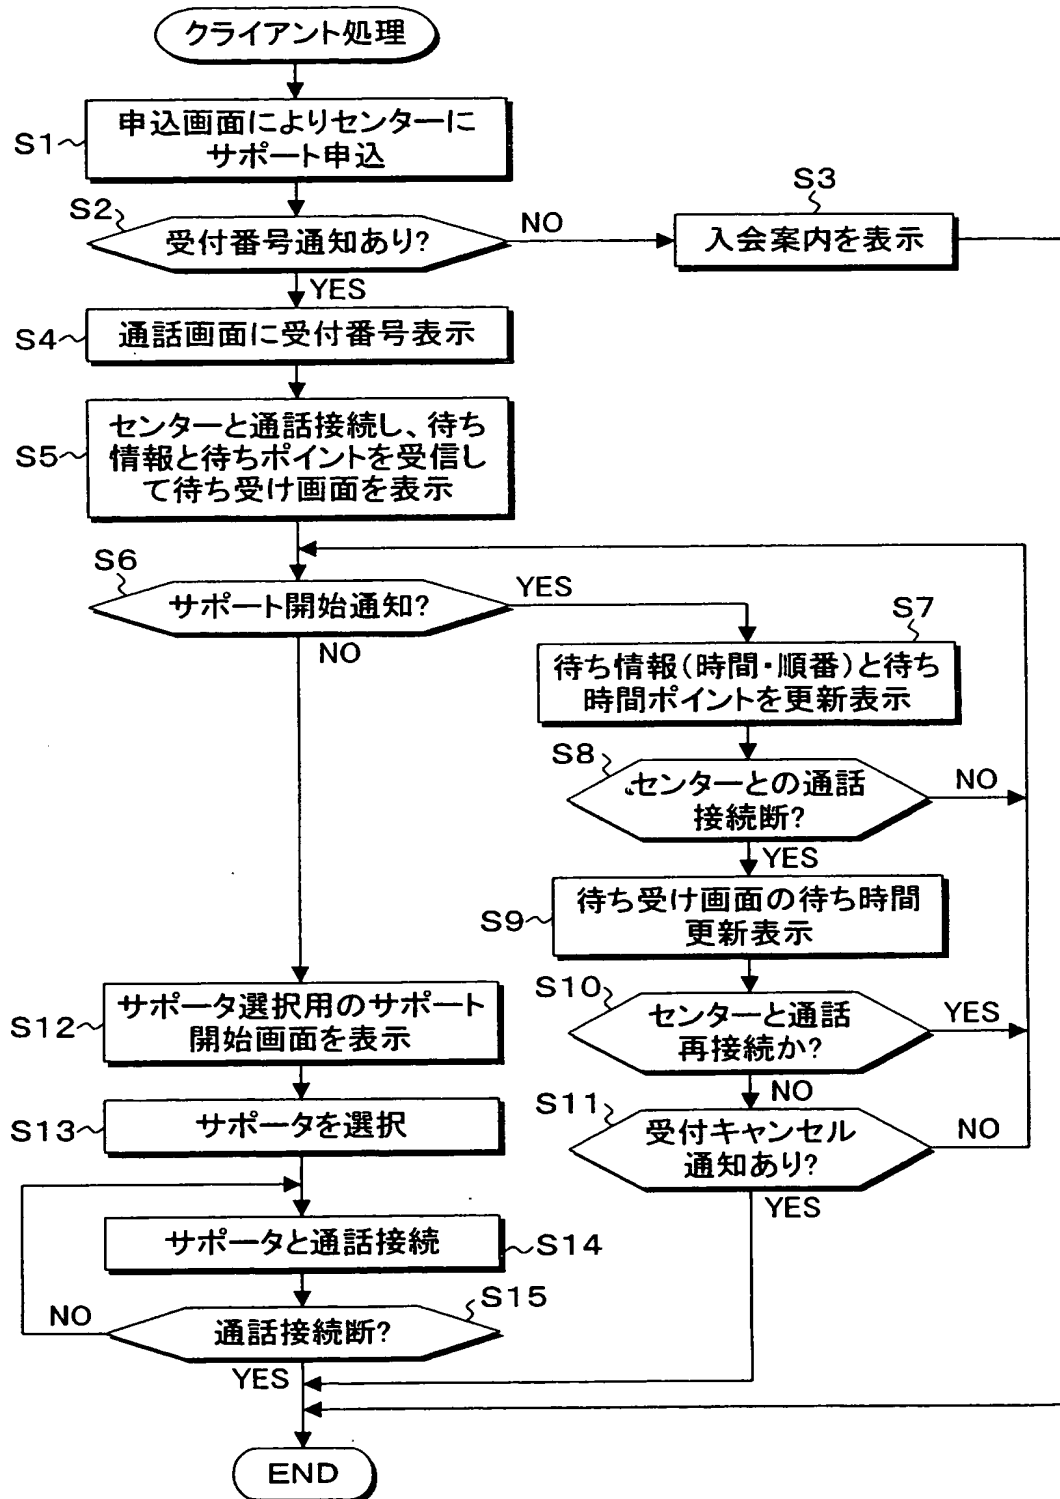 クライアント処理
S1
申込画面によりセンターに
サポート申込
S2
受付番号通知あり?
NO
S3
入会案内を表示
YES
S4
通話画面に受付番号表示
S5
センターと通話接続し、待ち
情報と待ちポイントを受信し
て待ち受け画面を表示
S6
サポート開始通知?
YES
NO
S7
待ち情報(時間・順番)と待ち
時間ポイントを更新表示
S8
センターとの通話
接続断?
NO
YES
S9
待ち受け画面の待ち時間
更新表示
S10
センターと通話
再接続か?
YES
NO
S11
受付キャンセル
通知あり?
NO
YES
S12
サポータ選択用のサポート
開始画面を表示
S13
サポータを選択
サポータと通話接続
S14
S15
通話接続断?
NO
YES
END